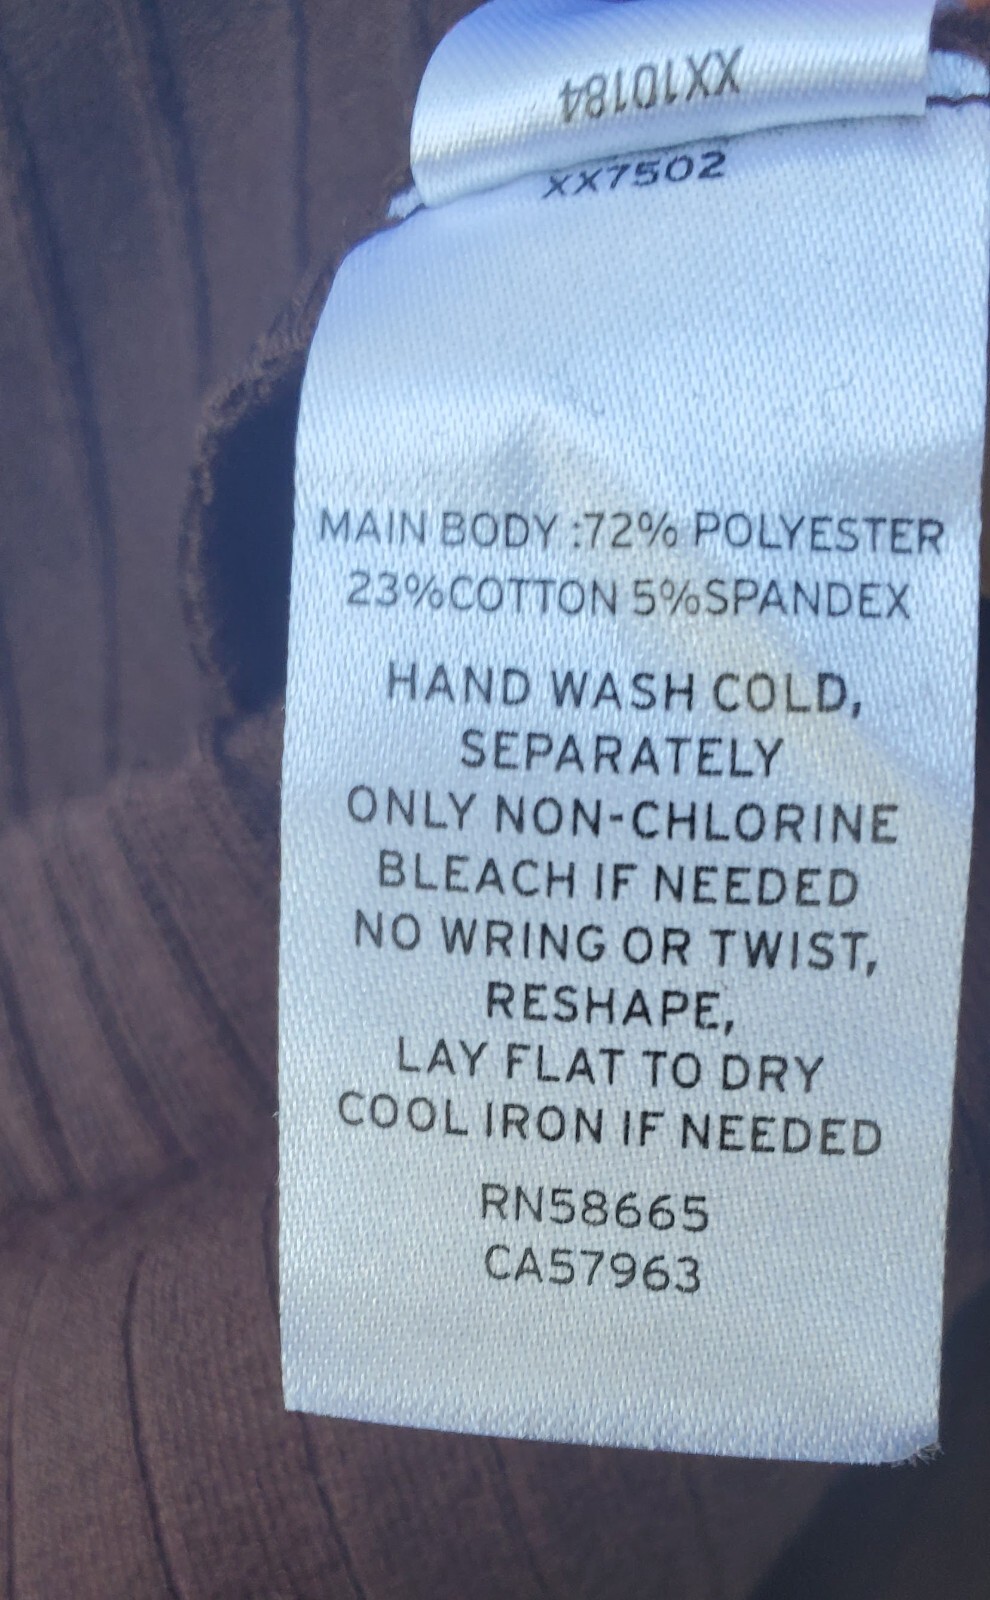 XX10184
XX7502
MAIN BODY :72% POLYESTER
23%COTTON 5%SPANDEX
HAND WASH COLD,
SEPARATELY
ONLY NON-CHLORINE
BLEACH IF NEEDED
NO WRING OR TWIST,
RESHAPE,
LAY FLAT TO DRY
COOL IRON IF NEEDED
RN58665
CA57963